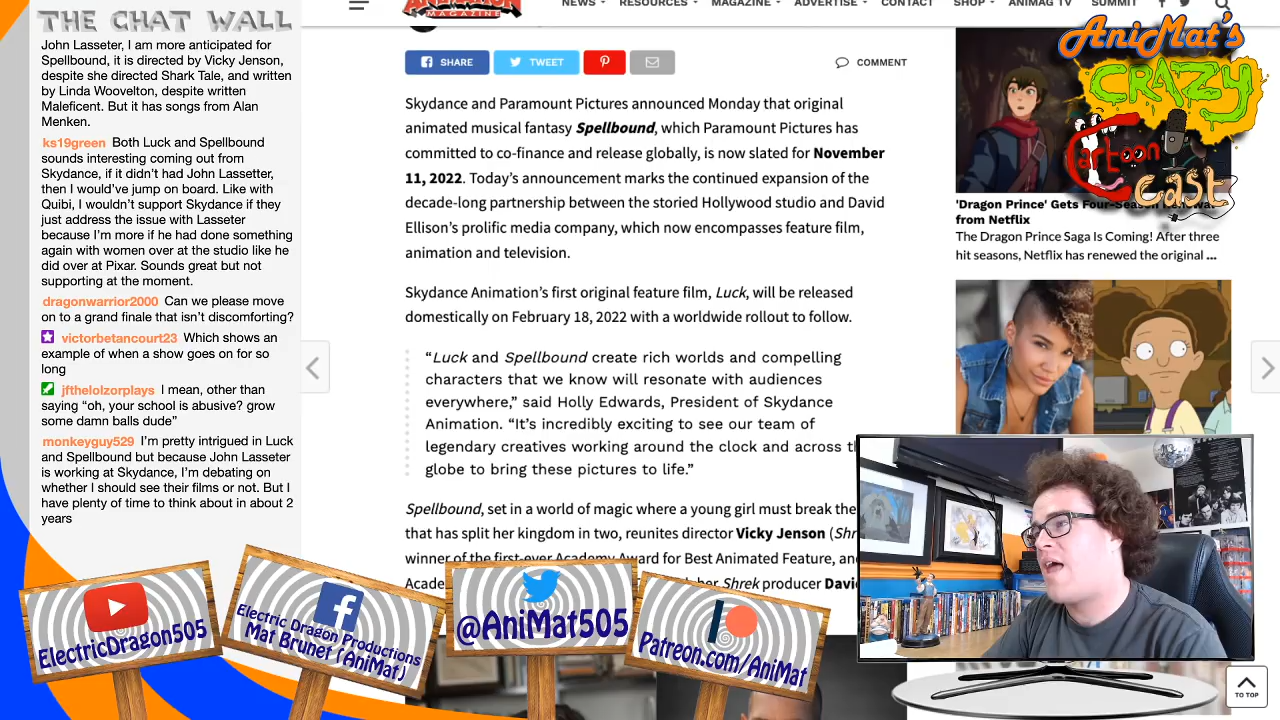 THE CHAT WALL
John Lasseter, I am more anticipated for
Spellbound, it is directed by Vicky Jenson,
despite she directed Shark Tale, and written
by Linda Woovelton, despite written
Maleficent. But it has songs from Alan
Menken.
ks19green Both Luck and Spellbound
sounds interesting coming out from
Skydance, if it didn't had John Lassetter,
then I would've jump on board. Like with
Quibi, I wouldn't support Skydance if they
just address the issue with Lasseter
because I'm more if he had done something
again with women over at the studio like he
did over at Pixar. Sounds great but not
supporting at the moment.
dragonwarrior2000 Can we please move
on to a grand finale that isn't discomforting?
victorbetancourt23 Which shows an
example of when a show goes on for so
long
jfthelolzorplays I mean, other than
saying "oh, your school is abusive? grow
some damn balls dude"
monkeyguy529 I'm pretty intrigued in Luck
and Spellbound but because John Lasseter
is working at Skydance, I'm debating on
whether I should see their films or not. But I
have plenty of time to think about in about 2
years
MAGAZINE
NEWS RESOURCES MAGAZINE ADVERTISE CONTACT SHOP ANIMAG TV SUMMIT
SHARE TWEET COMMENT
Skydance and Paramount Pictures announced Monday that original
animated musical fantasy Spellbound, which Paramount Pictures has
committed to co-finance and release globally, is now slated for November
11, 2022. Today's announcement marks the continued expansion of the
decade-long partnership between the storied Hollywood studio and David
Ellison's prolific media company, which now encompasses feature film,
animation and television.
Skydance Animation's first original feature film, Luck, will be released
domestically on February 18, 2022 with a worldwide rollout to follow.
"Luck and Spellbound create rich worlds and compelling
characters that we know will resonate with audiences
everywhere," said Holly Edwards, President of Skydance
Animation. "It's incredibly exciting to see our team of
legendary creatives working around the clock and across th
globe to bring these pictures to life."
Spellbound, set in a world of magic where a young girl must break the
that has split her kingdom in two, reunites director Vicky Jenson (Shr
winner of the first-ever Academy Award for Best Animated Feature, and
Acade
her Shrek producer David
AniMat's
CRAZY
Cartoon
Cast
'Dragon Prince' Gets Four-Season
from Netflix
The Dragon Prince Saga Is Coming! After three
hit seasons, Netflix has renewed the original ...
TO TOP
ElectricDragon505
Electric Dragon Productions
Mat Brunet (AniMat)
@AniMat505
Patreon.com/AniMat